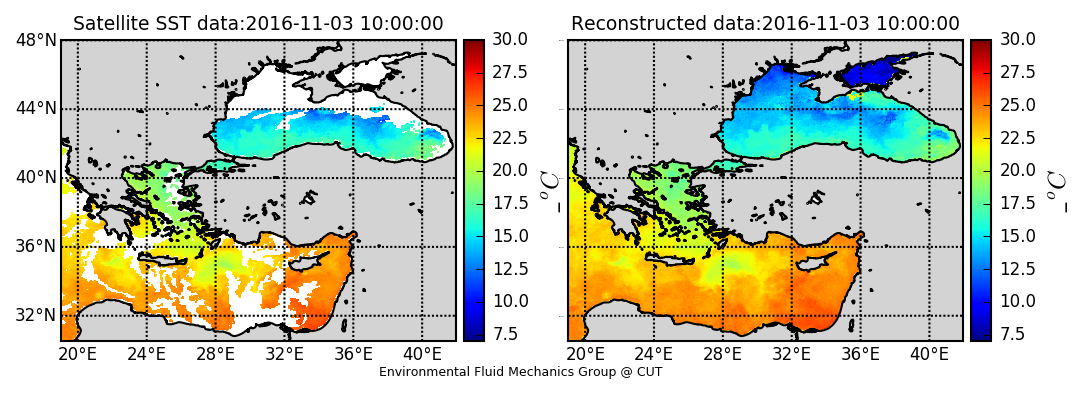 Satellite SST data:2016-11-03 10:00:00
48°N
44°N
40°N
36°N
32°N
20°E 24°E 28°E 32°E 36°E 40°E
30.0
27.5
25.0
22.5
20.0
17.5
15.0
12.5
10.0
7.5
_°C
Reconstructed data:2016-11-03 10:00:00
20°E 24°E 28°E 32°E 36°E 40°E
30.0
27.5
25.0
22.5
20.0
17.5
15.0
12.5
10.0
7.5
_°C
Environmental Fluid Mechanics Group @ CUT